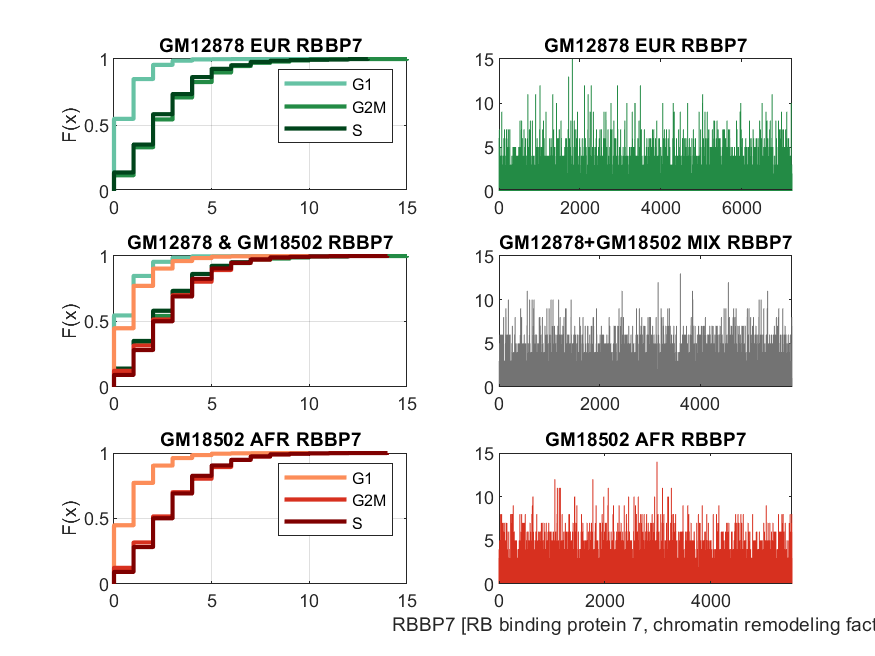 GM12878 EUR RBBP7
1
0.5
0
F(x)
0 5 10 15
G1
G2M
S
GM12878 EUR RBBP7
15
10
5
0
0 2000 4000 6000
GM12878 & GM18502 RBBP7
1
0.5
0
F(x)
0 5 10 15
GM12878+GM18502 MIX RBBP7
15
10
5
0
0 2000 4000
GM18502 AFR RBBP7
1
0.5
0
F(x)
0 5 10 15
G1
G2M
S
GM18502 AFR RBBP7
15
10
5
0
0 2000 4000
RBBP7 [RB binding protein 7, chromatin remodeling fact